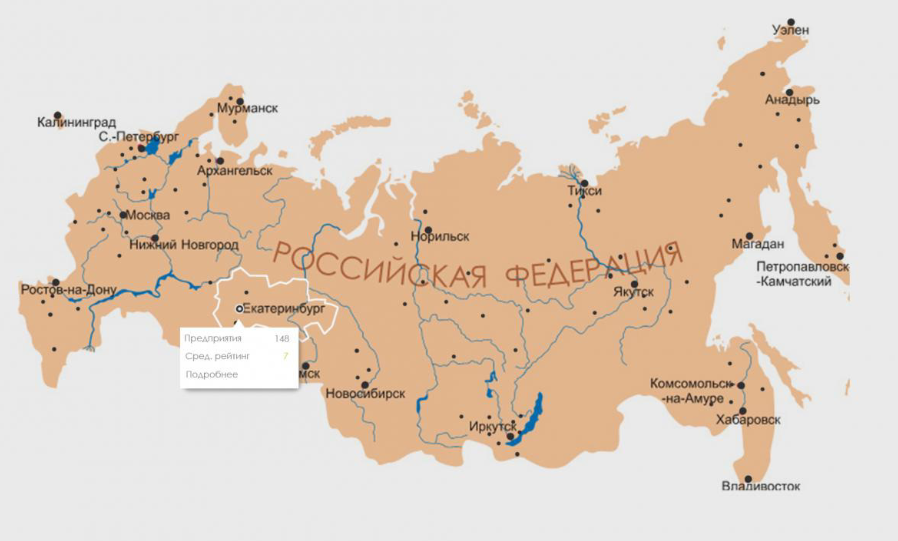 Уэлен
Анадырь
Мурманск
Калининград
С.-Петербург
Архангельск
Тикси
Москва
Норильск
Нижний Новгород
Магадан
РОССИЙСКАЯ ФЕДЕРАЦИЯ
Петропавловск
-Камчатский
Ростов-на-Дону
Якутск
Екатеринбург
Предприятия 148
Сред. рейтинг 7
Подробнее
мск
Новосибирск
Комсомольск-
-на-Амуре
Хабаровск
Иркутск
Владивосток